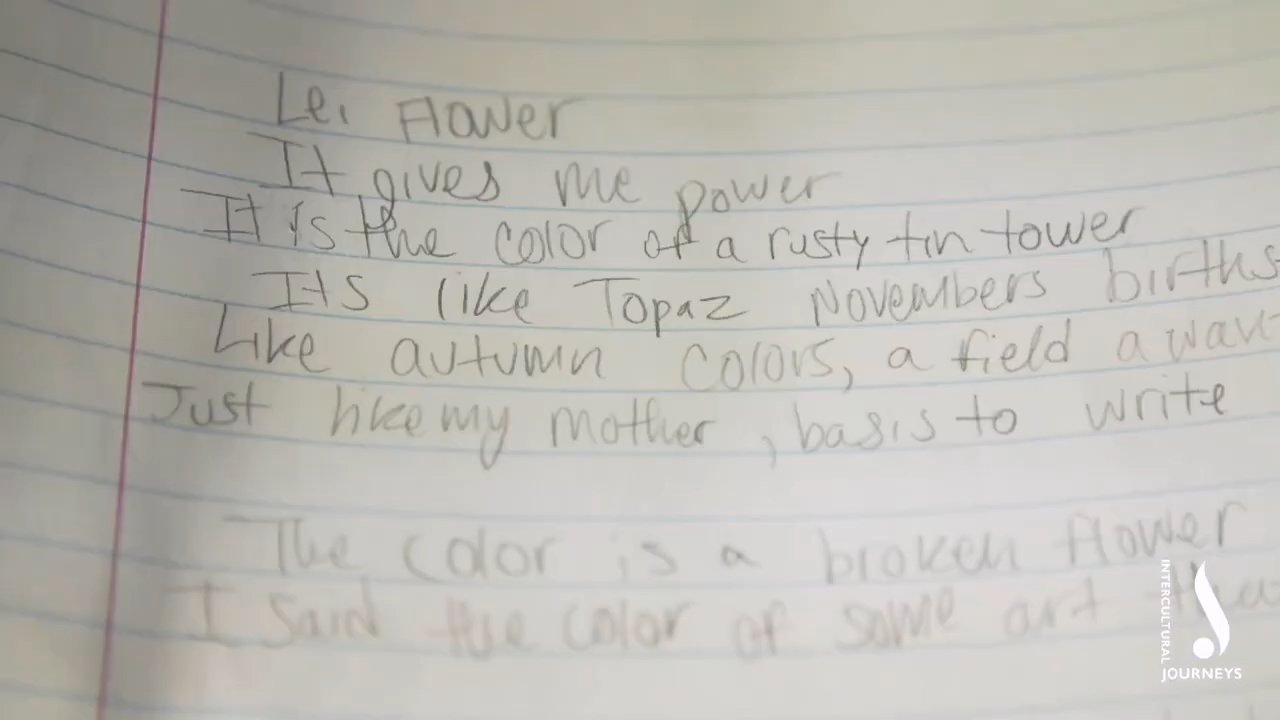 Lei Flower
It gives me power
It is the color of a rusty tin tower
Its like Topaz Novembers births
Like autumn colors, a field a wav
Just like my mother, basis to write
The color is a broken flower
I said the color of some art
INTERCULTURAL
JOURNEYS